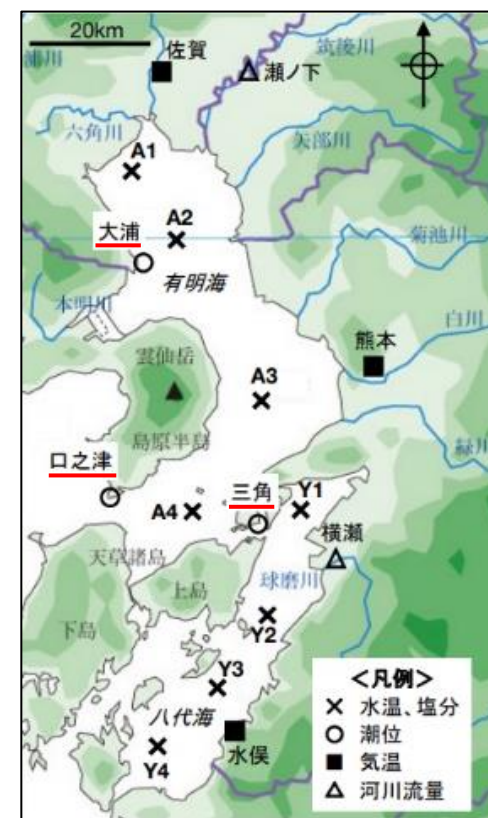 20km
佐賀
筑後川
浦川
瀬ノ下
六角川
矢部川
A1
A2
大浦
菊池川
有明海
本明川
白川
熊本
雲仙岳
A3
島原半島
緑川
口之津
三角
Y1
A4
横瀬
天草諸島
上島
球磨川
下島
Y2
Y3
八代海
水俣
Y4
<凡例>
水温、塩分
潮位
気温
河川流量